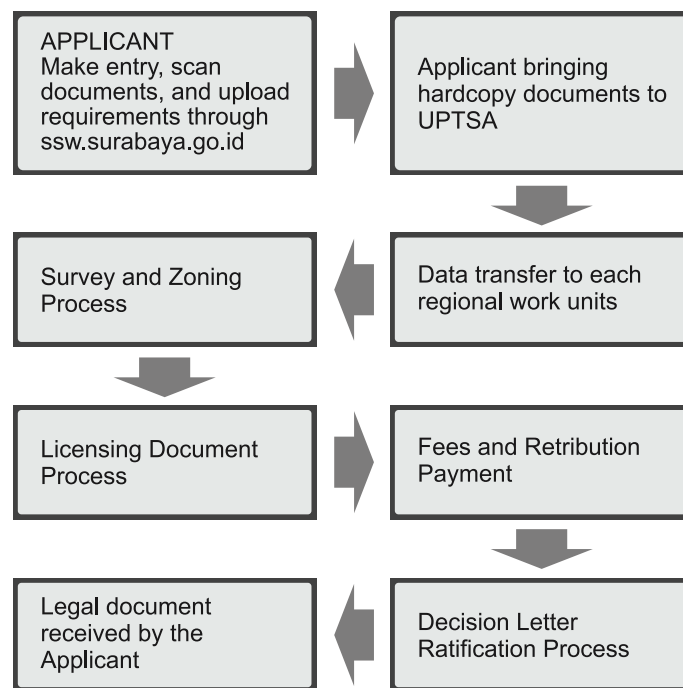 APPLICANT
Make entry, scan
documents, and upload
requirements through
ssw.surabaya.go.id
Applicant bringing
hardcopy documents to
UPTSA
Data transfer to each
regional work units
Survey and Zoning
Process
Licensing Document
Process
Fees and Retribution
Payment
Decision Letter
Ratification Process
Legal document
received by the
Applicant